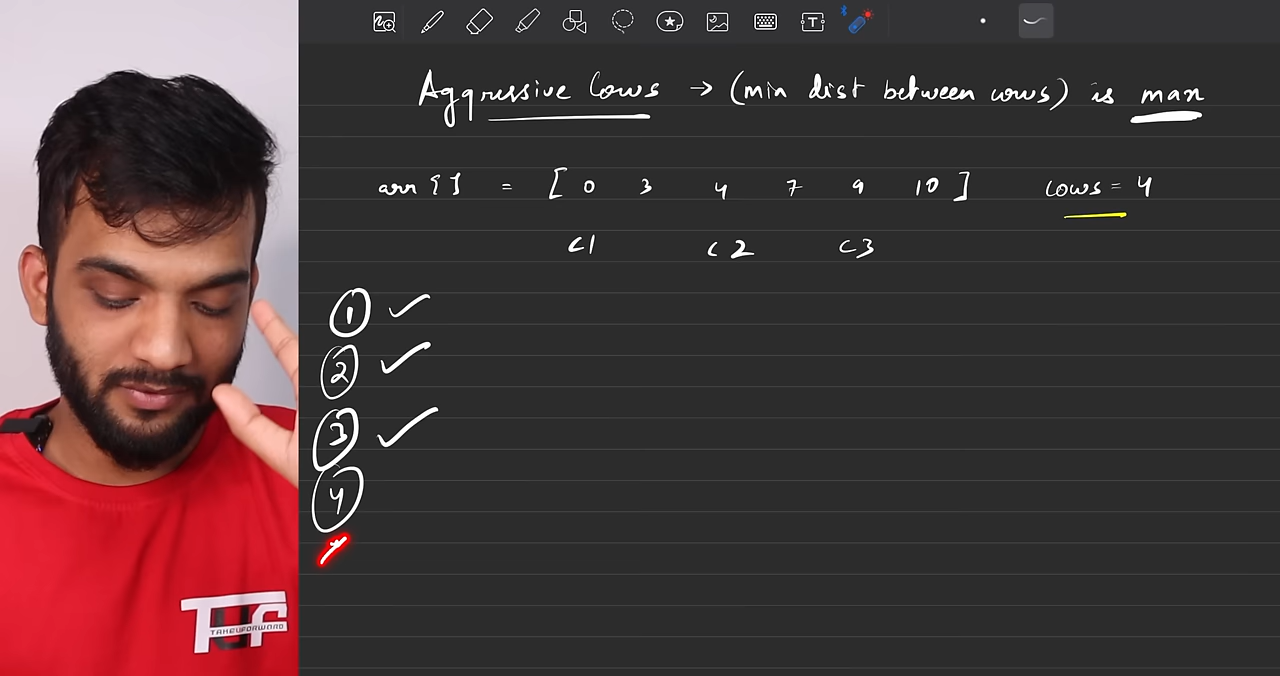 Aggressive Cows → (min dist between cows) is max
arr [] = [ 0 3 4 7 9 10 ] cows = 4
C1 C2 C3
1 ✓
2 ✓
3 ✓
4
TUF
TAKEUFORWARD